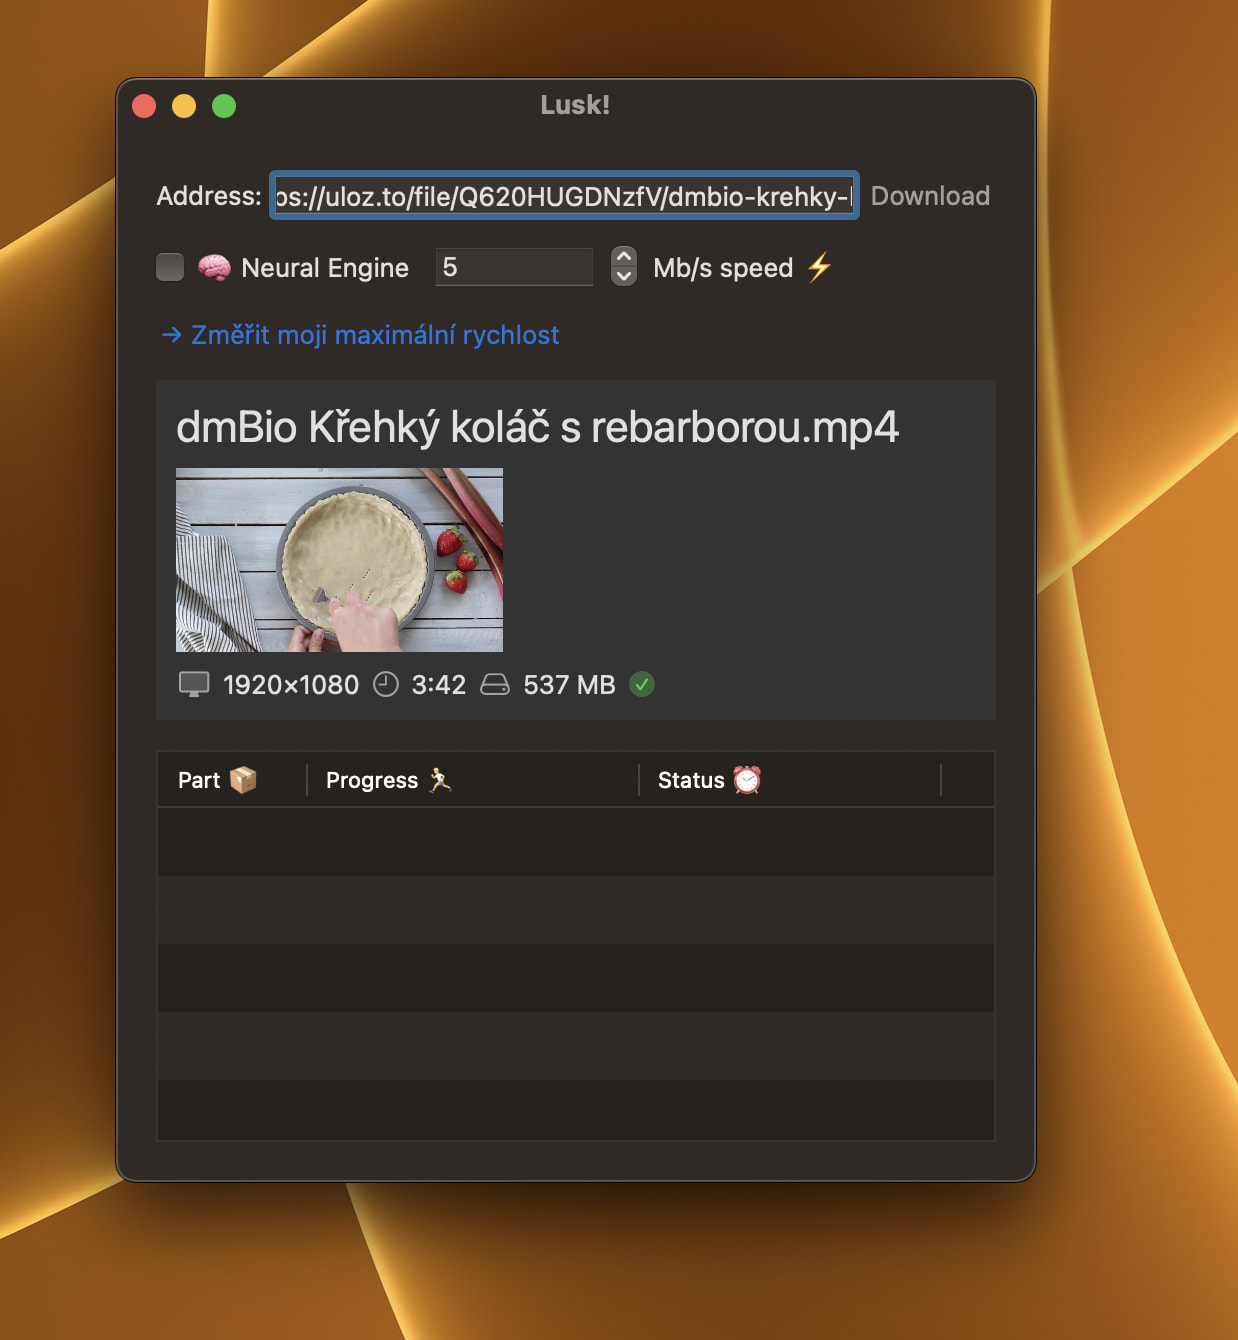 Lusk!
Address: ps://uloz.to/file/Q620HUGDNzfV/dmbio-krehky- Download
Neural Engine 5 Mb/s speed
→ Změřit moji maximální rychlost
dmBio Křehký koláč s rebarborou.mp4
1920×1080 3:42 537 MB
Part Progress Status